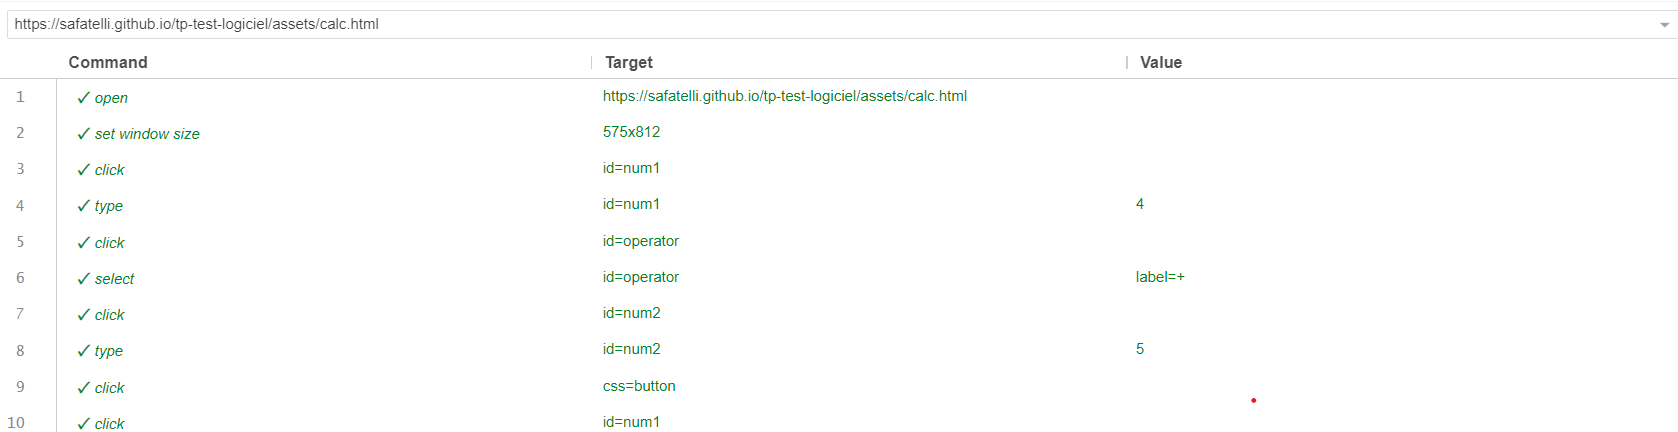 https://safatelli.github.io/tp-test-logiciel/assets/calc.html
Command Target Value
1 ✓ open https://safatelli.github.io/tp-test-logiciel/assets/calc.html
2 ✓ set window size 575x812
3 ✓ click id=num1
4 ✓ type id=num1 4
5 ✓ click id=operator
6 ✓ select id=operator label=+
7 ✓ click id=num2
8 ✓ type id=num2 5
9 ✓ click css=button
10 ✓ click id=num1